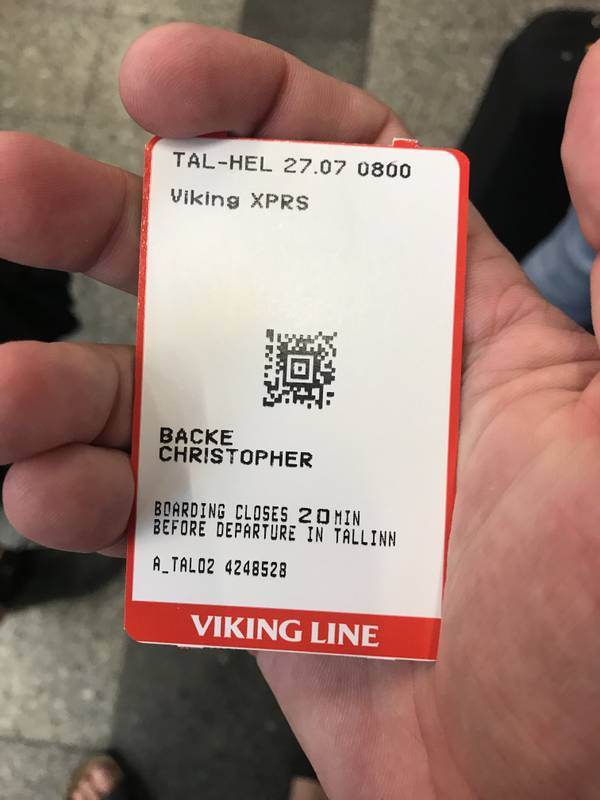 TAL-HEL 27.07 0800
Viking XPRS
BACKE
CHRISTOPHER
BOARDING CLOSES 20 MIN
BEFORE DEPARTURE IN TALLINN
A_TAL02 4248528
VIKING LINE